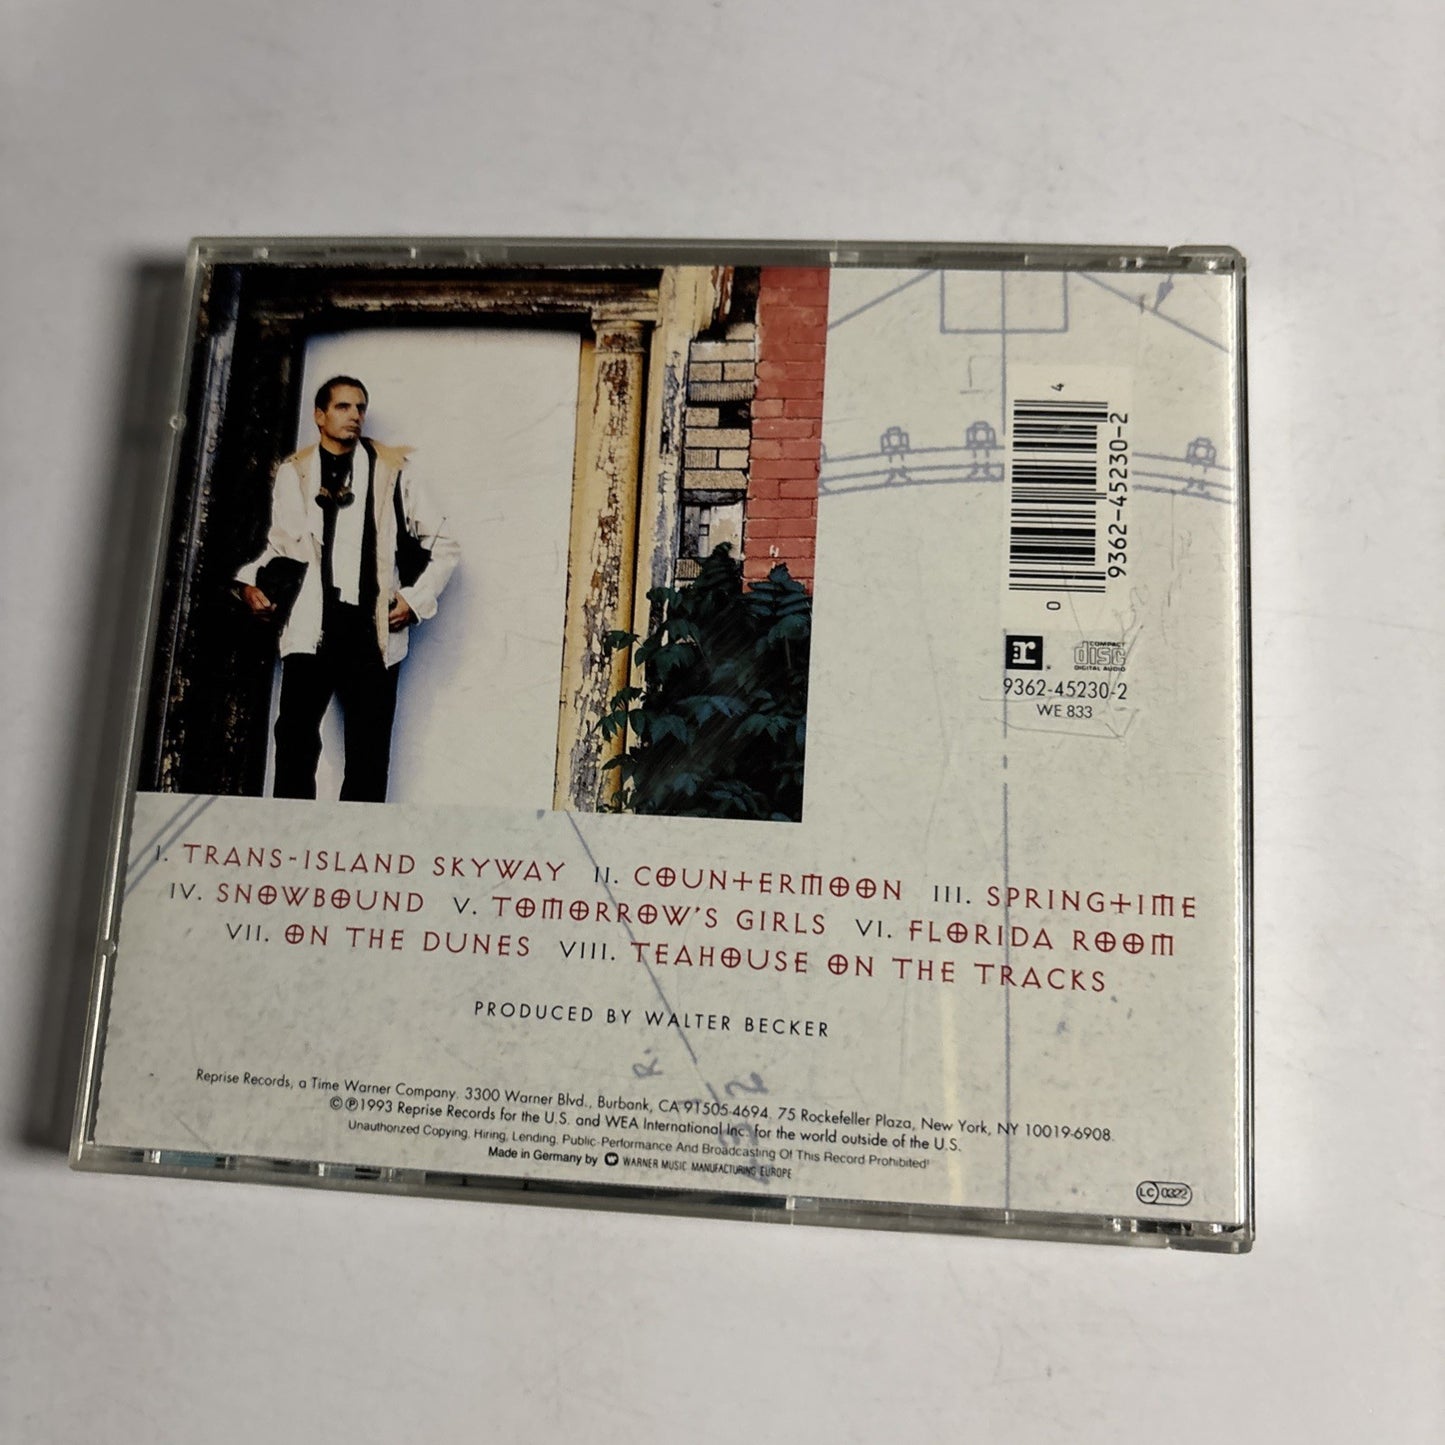 4
9362-45230-2
0
r
COMPACT
disc
DIGITAL AUDIO
9362-45230-2
WE 833
I. TRANS-ISLAND SKYWAY II. COUNTERMOON III. SPRINGTIME
IV. SNOWBOUND V. TOMORROW'S GIRLS VI. FLORIDA ROOM
VII. ON THE DUNES VIII. TEAHOUSE ON THE TRACKS
PRODUCED BY WALTER BECKER
Reprise Records, a Time Warner Company. 3300 Warner Blvd., Burbank, CA 91505-4694. 75 Rockefeller Plaza, New York, NY 10019-6908.
©℗1993 Reprise Records for the U.S. and WEA International Inc. for the world outside of the U.S.
Unauthorized Copying, Hiring, Lending, Public-Performance And Broadcasting Of This Record Prohibited!
Made in Germany by WARNER MUSIC MANUFACTURING EUROPE
LC 0322